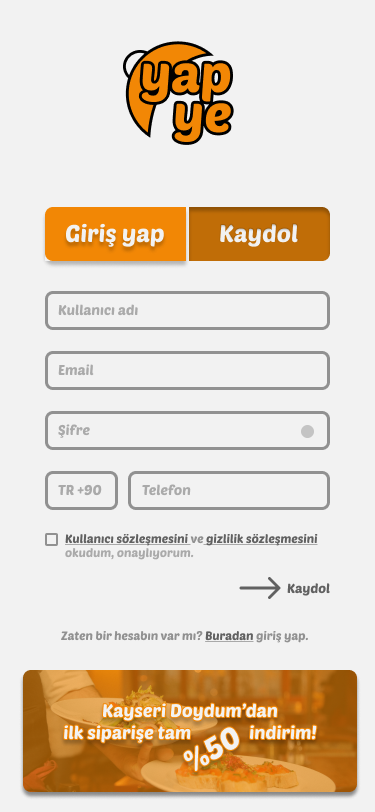 yap
ye
Giriş yap
Kaydol
Kullanıcı adı
Email
Şifre
TR +90
Telefon
Kullanıcı sözleşmesini ve gizlilik sözleşmesini
okudum, onaylıyorum.
Kaydol
Zaten bir hesabın var mı? Buradan giriş yap.
Kayseri Doydum'dan
ilk siparişe tam %50 indirim!